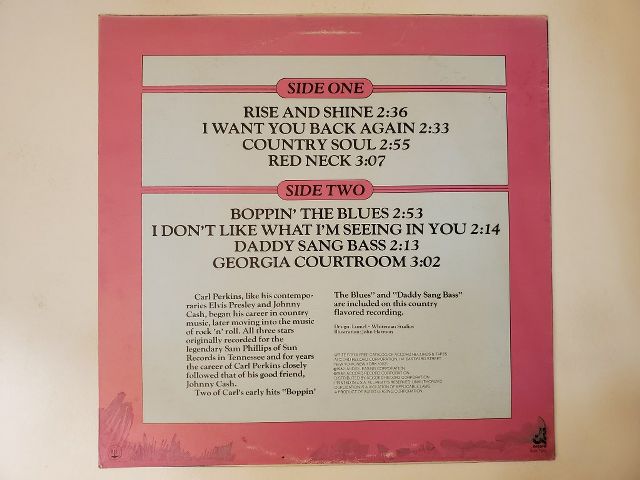 SIDE ONE
RISE AND SHINE 2:36
I WANT YOU BACK AGAIN 2:33
COUNTRY SOUL 2:55
RED NECK 3:07
SIDE TWO
BOPPIN' THE BLUES 2:53
I DON'T LIKE WHAT I'M SEEING IN YOU 2:14
DADDY SANG BASS 2:13
GEORGIA COURTROOM 3:02
Carl Perkins, like his contempo-
raries Elvis Presley and Johnny
Cash, began his career in country
music, later moving into the music
of rock 'n' roll. All three stars
originally recorded for the
legendary Sam Phillips of Sun
Records in Tennessee and for years
the career of Carl Perkins closely
followed that of his good friend,
Johnny Cash.
Two of Carl's early hits "Boppin'
The Blues" and "Daddy Sang Bass"
are included on this country
flavored recording.
Design: Whiteman Studios
Illustration: John Harmon